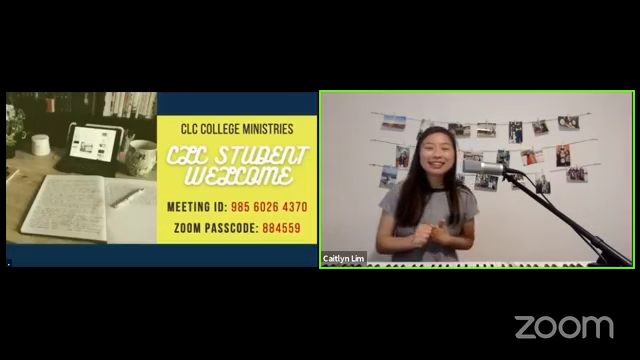 CLC COLLEGE MINISTRIES
CLC STUDENT
WELCOME
MEETING ID: 985 6026 4370
ZOOM PASSCODE: 884559
Caitlyn Lim
zoom